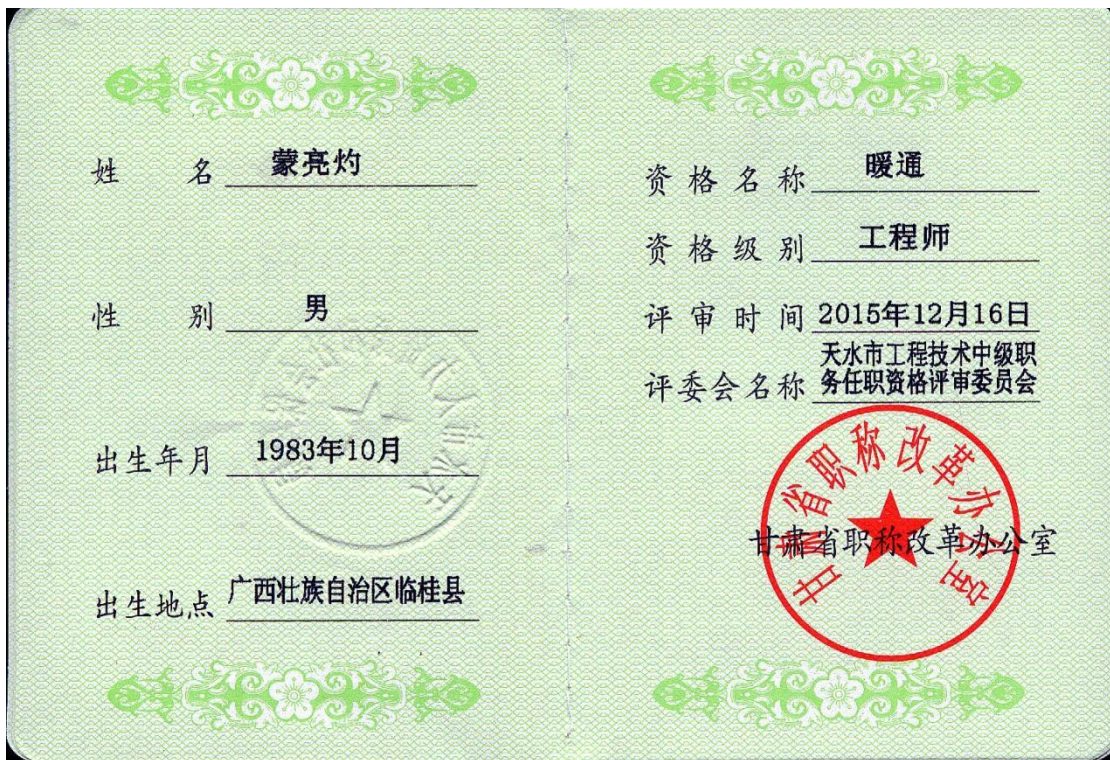 姓 名 蒙亮灼
性 别 男
出生年月 1983年10月
出生地点 广西壮族自治区临桂县
资格名称 暖通
资格级别 工程师
评审时间 2015年12月16日
评委会名称 天水市工程技术中级职
务任职资格评审委员会
甘肃省职称改革办公室
甘肃省职称改革办公室